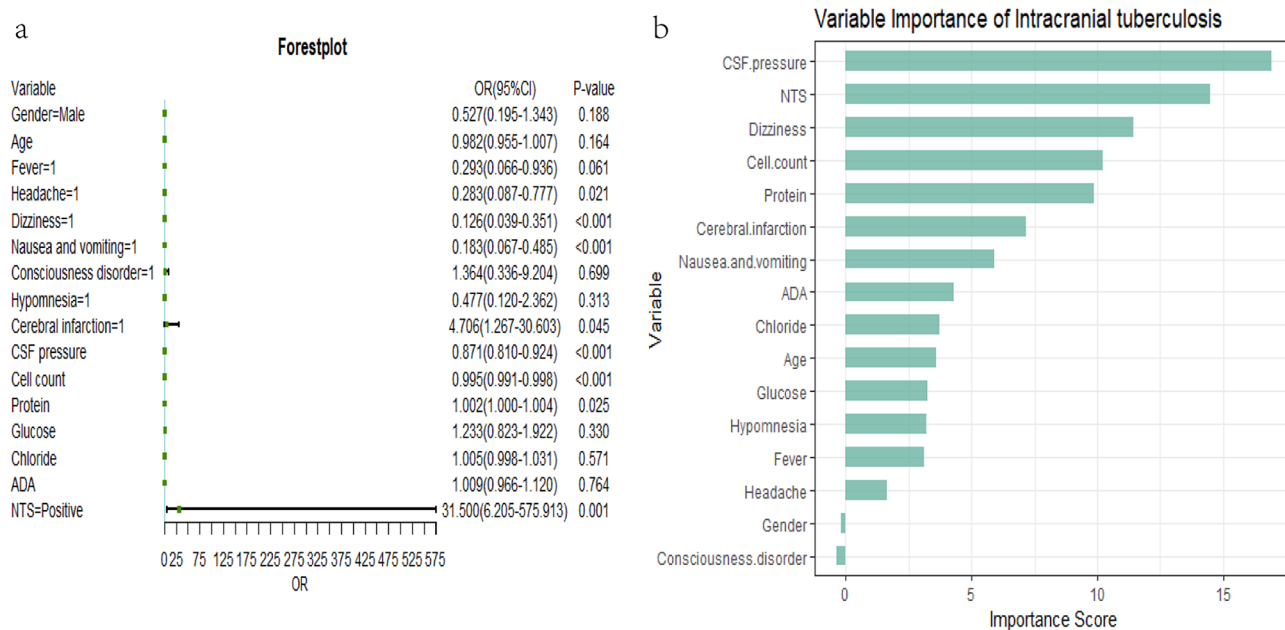 a
Forestplot
Variable OR(95%CI) P-value
Gender=Male 0.527(0.195-1.343) 0.188
Age 0.982(0.955-1.007) 0.164
Fever=1 0.293(0.066-0.936) 0.061
Headache=1 0.283(0.087-0.777) 0.021
Dizziness=1 0.126(0.039-0.351) <0.001
Nausea and vomiting=1 0.183(0.067-0.485) <0.001
Consciousness disorder=1 1.364(0.336-9.204) 0.699
Hypomnesia=1 0.477(0.120-2.362) 0.313
Cerebral infarction=1 4.706(1.267-30.603) 0.045
CSF pressure 0.871(0.810-0.924) <0.001
Cell count 0.995(0.991-0.998) <0.001
Protein 1.002(1.000-1.004) 0.025
Glucose 1.233(0.823-1.922) 0.330
Chloride 1.005(0.998-1.031) 0.571
ADA 1.009(0.966-1.120) 0.764
NTS=Positive 31.500(6.205-575.913) 0.001
0 25 75 125 175 225 275 325 375 425 475 525 575
OR
b
Variable Importance of Intracranial tuberculosis
Variable
CSF.pressure
NTS
Dizziness
Cell.count
Protein
Cerebral.infarction
Nausea.and.vomiting
ADA
Chloride
Age
Glucose
Hypomnesia
Fever
Headache
Gender
Consciousness.disorder
0 5 10 15
Importance Score